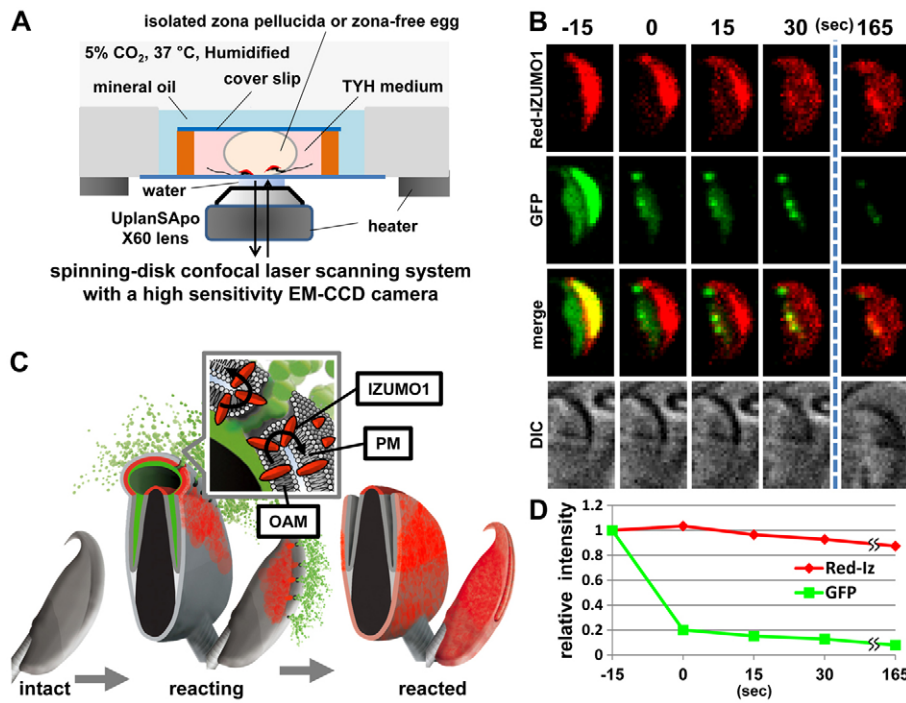 A
isolated zona pellucida or zona-free egg
5% CO2, 37 °C, Humidified
cover slip
mineral oil
TYH medium
water
UplanSApo
X60 lens
heater
spinning-disk confocal laser scanning system
with a high sensitivity EM-CCD camera
B
-15 0 15 30 (sec) 165
Red-IZUMO1
GFP
merge
DIC
C
IZUMO1
PM
OAM
intact
reacting
reacted
D
relative intensity
1.2
1
0.8
0.6
0.4
0.2
0
Red-Iz
GFP
-15 0 15 30 165
(sec)